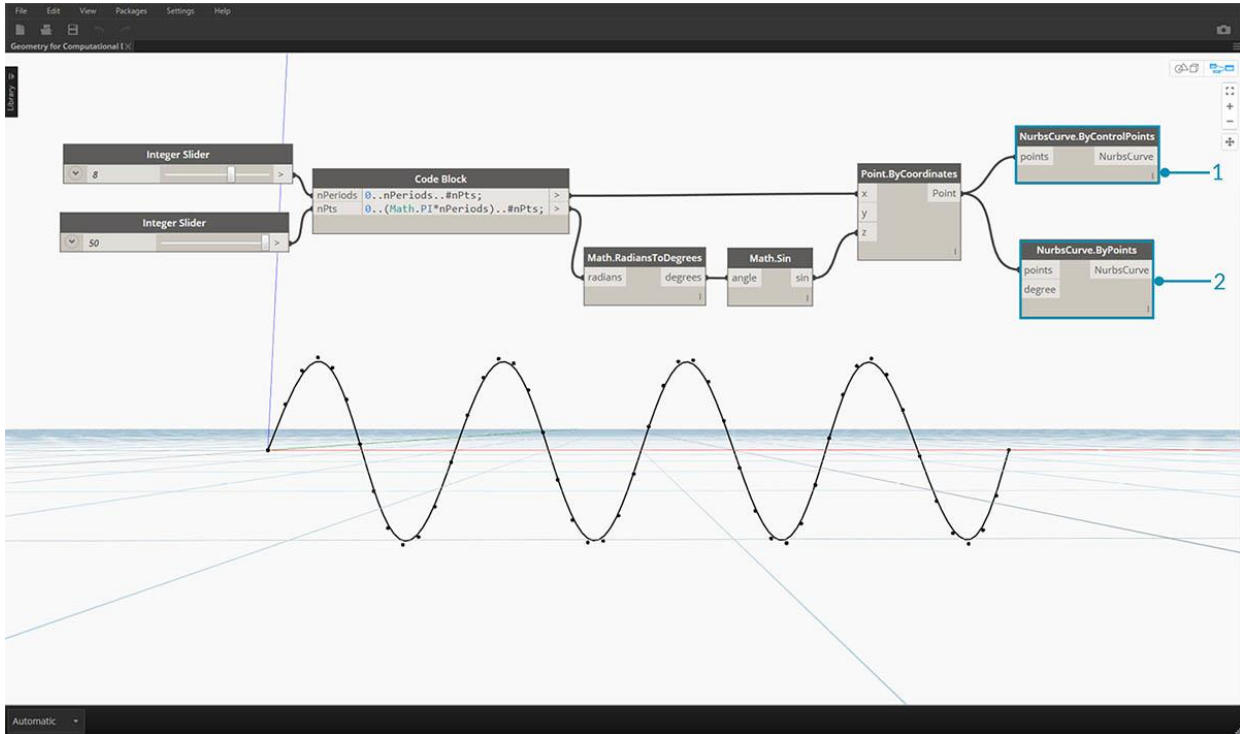 File Edit View Packages Settings Help
Geometry for Computational
Library
Integer Slider
8 >
Integer Slider
50 >
Code Block
nPeriods 0..nPeriods..#nPts; >
nPts 0..(Math.PI*nPeriods)..#nPts; >
Math.RadiansToDegrees
radians degrees
Math.Sin
angle sin
Point.ByCoordinates
x Point
y
z
NurbsCurve.ByControlPoints
points NurbsCurve
1
NurbsCurve.ByPoints
points NurbsCurve
degree
2
Automatic